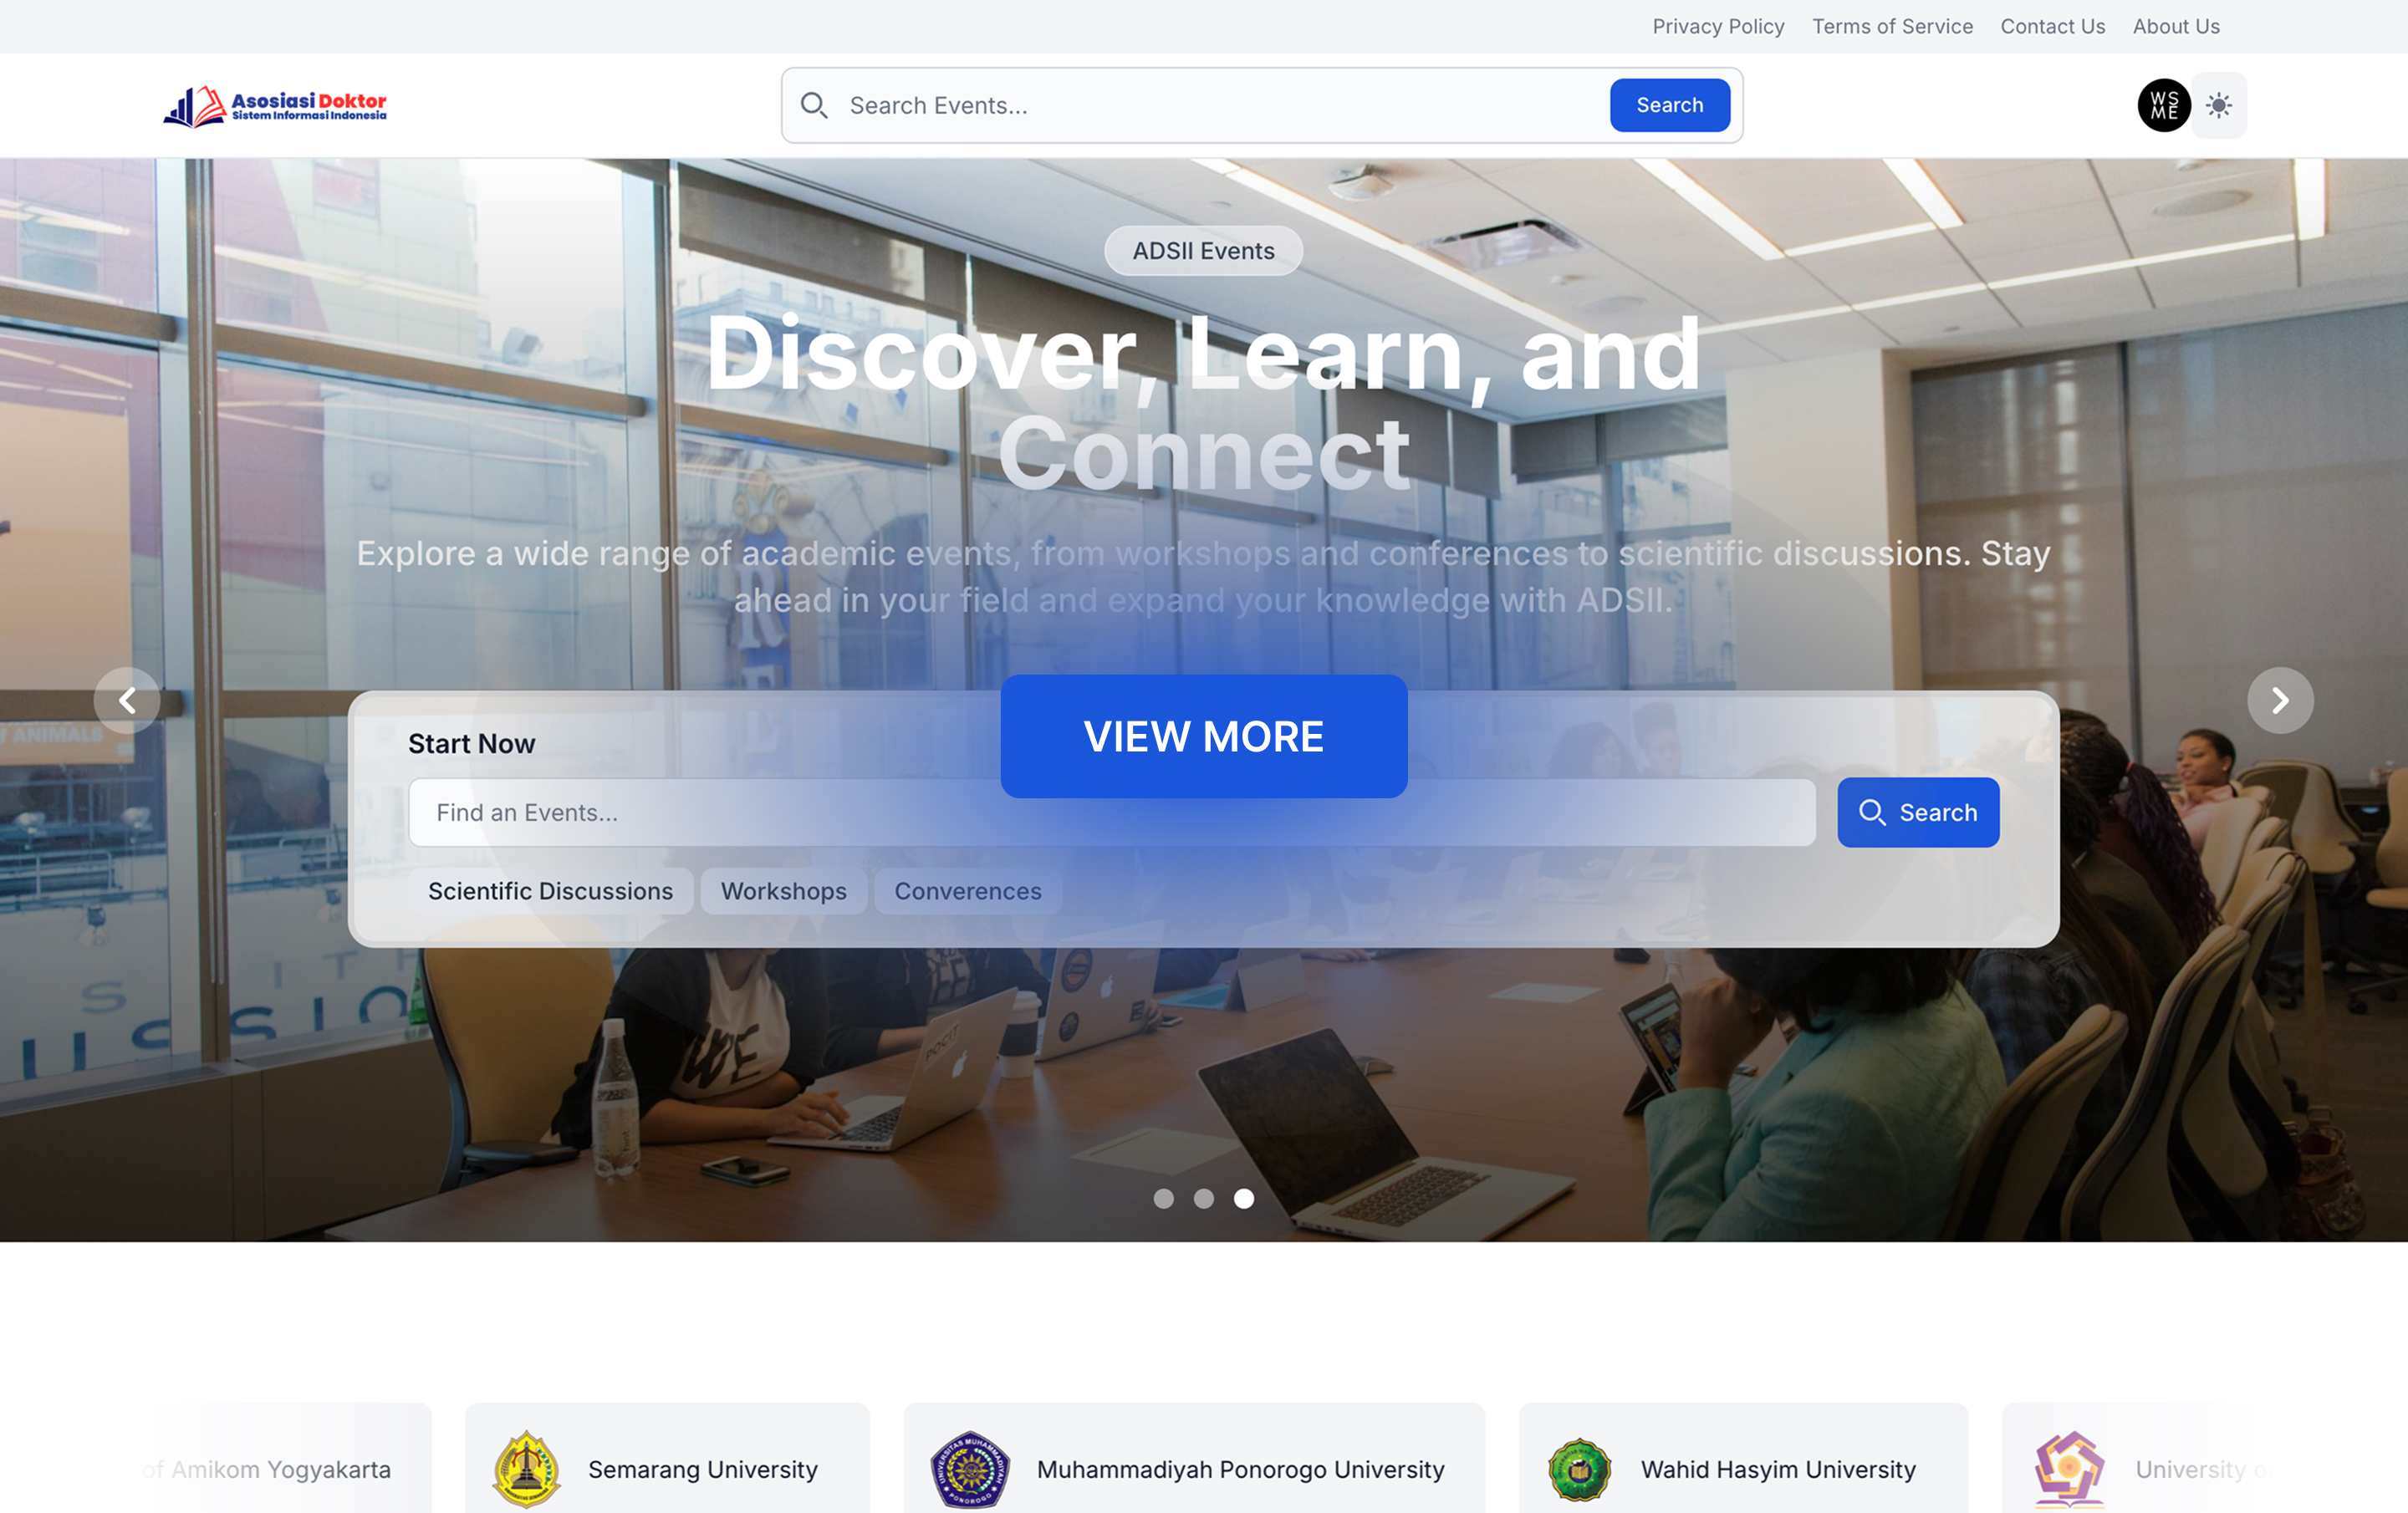 Privacy Policy Terms of Service Contact Us About Us
Asosiasi Doktor
Sistem Informasi Indonesia
Search Events...
Search
WS
ME
ADSII Events
Discover, Learn, and
Connect
Explore a wide range of academic events, from workshops and conferences to scientific discussions. Stay
ahead in your field and expand your knowledge with ADSII.
VIEW MORE
Start Now
Find an Events...
Search
Scientific Discussions Workshops Converences
ANIMALS
WE
POCIT
of Amikom Yogyakarta
Semarang University
Muhammadiyah Ponorogo University
Wahid Hasyim University
University